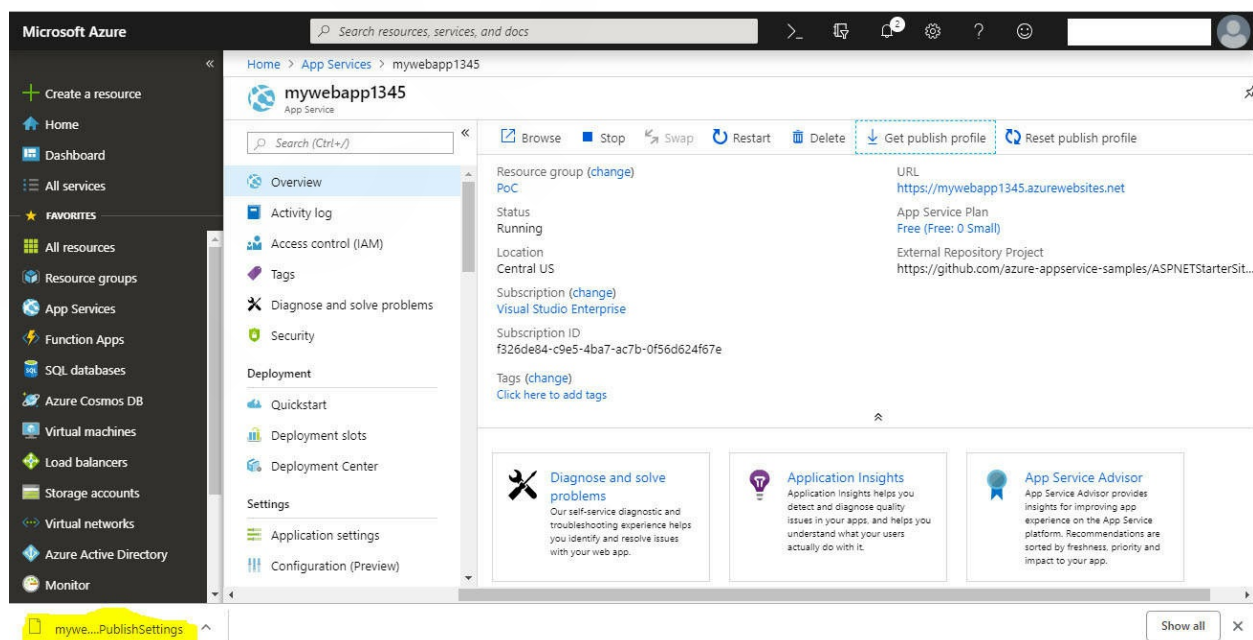 Microsoft Azure
Search resources, services, and docs
2
Create a resource
Home
Dashboard
All services
FAVORITES
All resources
Resource groups
App Services
Function Apps
SQL databases
Azure Cosmos DB
Virtual machines
Load balancers
Storage accounts
Virtual networks
Azure Active Directory
Monitor
Home > App Services > mywebapp1345
mywebapp1345
App Service
Search (Ctrl+/)
Overview
Activity log
Access control (IAM)
Tags
Diagnose and solve problems
Security
Deployment
Quickstart
Deployment slots
Deployment Center
Settings
Application settings
Configuration (Preview)
Browse Stop Swap Restart Delete Get publish profile Reset publish profile
Resource group (change)
PoC
Status
Running
Location
Central US
Subscription (change)
Visual Studio Enterprise
Subscription ID
f326de84-c9e5-4ba7-ac7b-0f56d624f67e
Tags (change)
Click here to add tags
URL
https://mywebapp1345.azurewebsites.net
App Service Plan
Free (Free: 0 Small)
External Repository Project
https://github.com/azure-appservice-samples/ASPNETStarterSit...
Diagnose and solve
problems
Our self-service diagnostic and
troubleshooting experience helps
you identify and resolve issues
with your web app.
Application Insights
Application Insights helps you
detect and diagnose quality
issues in your apps, and helps you
understand what your users
actually do with it.
App Service Advisor
App Service Advisor provides
insights for improving app
experience on the App Service
platform. Recommendations are
sorted by freshness, priority and
impact to your app.
mywe....PublishSettings
Show all